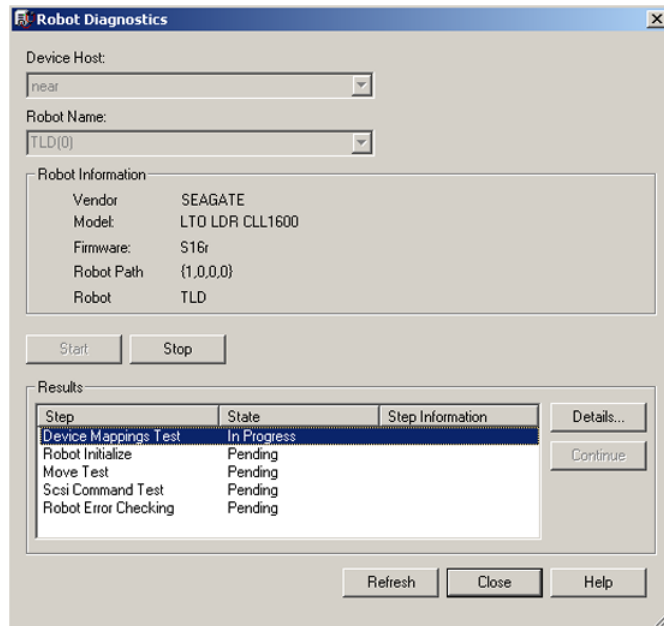 Robot Diagnostics
Device Host:
near
Robot Name:
TLD(0)
Robot Information
Vendor SEAGATE
Model: LTO LDR CLL1600
Firmware: S16r
Robot Path {1,0,0,0}
Robot TLD
Start Stop
Results
Step State Step Information
Device Mappings Test In Progress
Robot Initialize Pending
Move Test Pending
Scsi Command Test Pending
Robot Error Checking Pending
Details...
Continue
Refresh Close Help